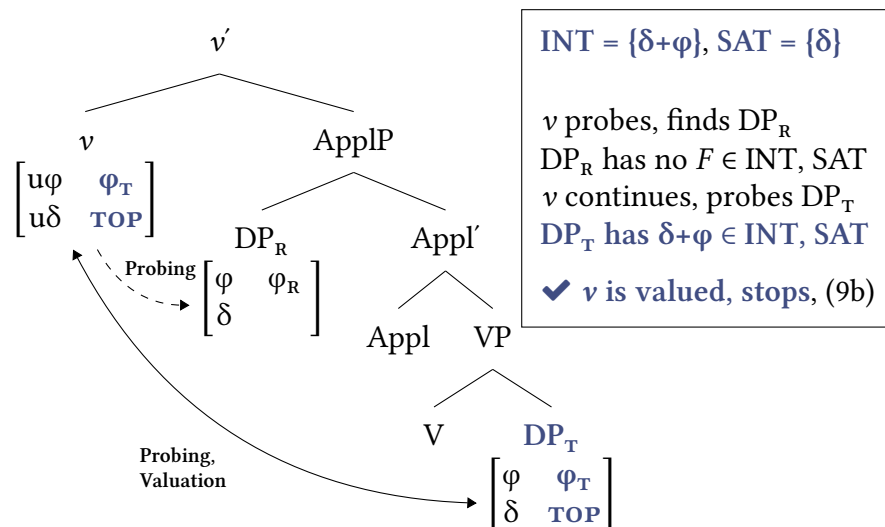 v′
v
ApplP
[uφ φT
uδ TOP]
DPR
Appl′
Probing
[φ φR
δ]
Appl
VP
V
DPT
Probing,
Valuation
[φ φT
δ TOP]
INT = {δ+φ}, SAT = {δ}
v probes, finds DPR
DPR has no F ∈ INT, SAT
v continues, probes DPT
DPT has δ+φ ∈ INT, SAT
✔ v is valued, stops, (9b)